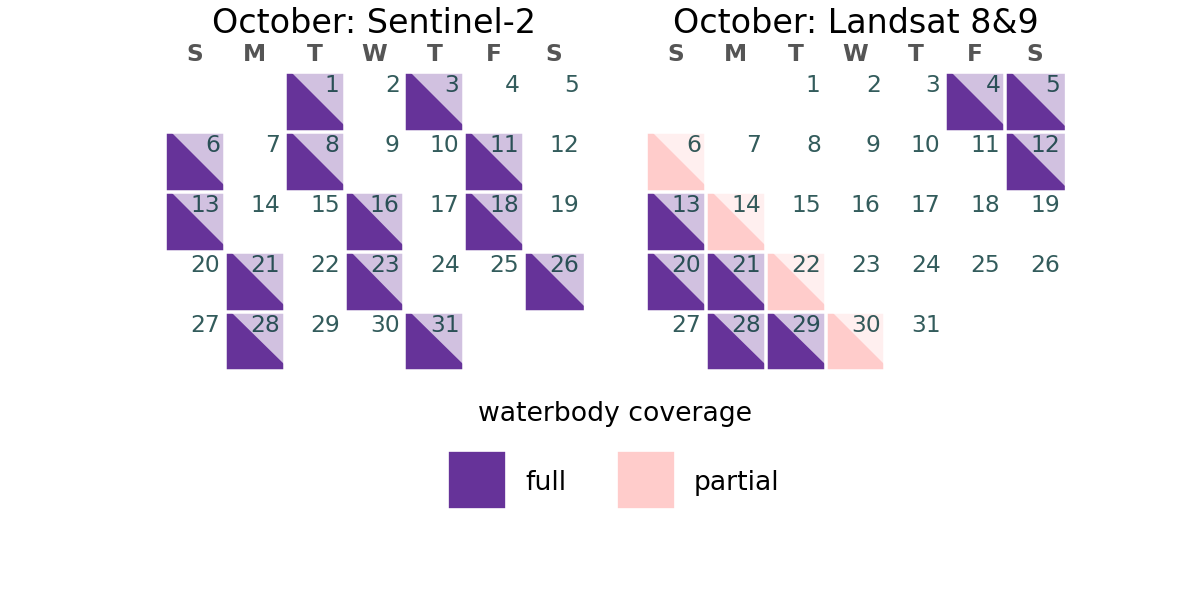 October: Sentinel-2
S M T W T F S
1 2 3 4 5
6 7 8 9 10 11 12
13 14 15 16 17 18 19
20 21 22 23 24 25 26
27 28 29 30 31
October: Landsat 8&9
S M T W T F S
1 2 3 4 5
6 7 8 9 10 11 12
13 14 15 16 17 18 19
20 21 22 23 24 25 26
27 28 29 30 31
waterbody coverage
full partial